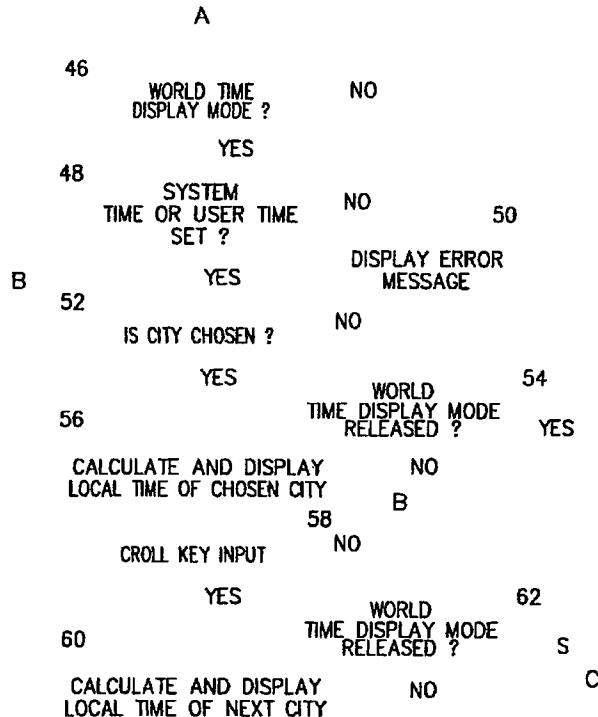 A
46
WORLD TIME
DISPLAY MODE ?
NO
YES
48
SYSTEM
TIME OR USER TIME
SET ?
NO
50
DISPLAY ERROR
MESSAGE
B
YES
52
IS CITY CHOSEN ?
NO
YES
54
WORLD
TIME DISPLAY MODE
RELEASED ?
YES
56
CALCULATE AND DISPLAY
LOCAL TIME OF CHOSEN CITY
NO
B
58
CROLL KEY INPUT
NO
YES
62
WORLD
TIME DISPLAY MODE
RELEASED ?
S
60
C
CALCULATE AND DISPLAY
LOCAL TIME OF NEXT CITY
NO